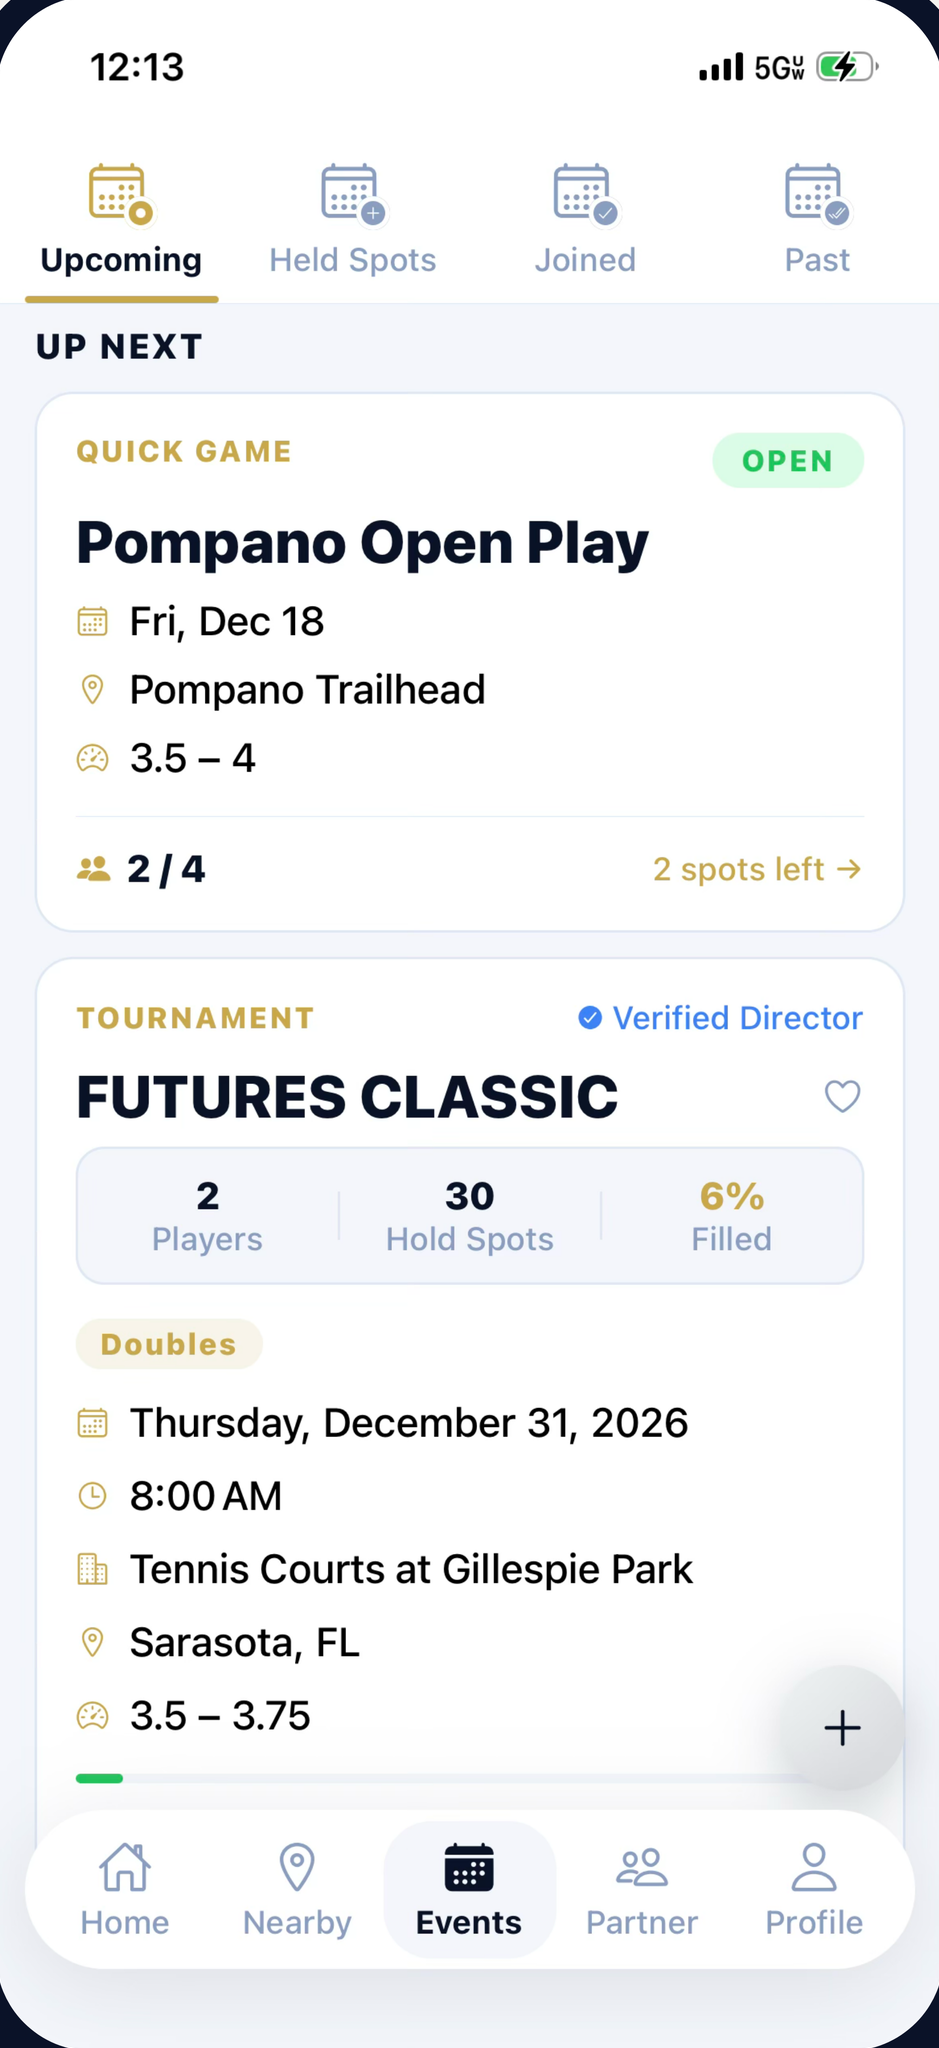 12:13
5G UW
Upcoming
Held Spots
Joined
Past
UP NEXT
QUICK GAME
OPEN
Pompano Open Play
Fri, Dec 18
Pompano Trailhead
3.5 – 4
2 / 4
2 spots left →
TOURNAMENT
Verified Director
FUTURES CLASSIC
2
Players
30
Hold Spots
6%
Filled
Doubles
Thursday, December 31, 2026
8:00 AM
Tennis Courts at Gillespie Park
Sarasota, FL
3.5 – 3.75
+
Home
Nearby
Events
Partner
Profile